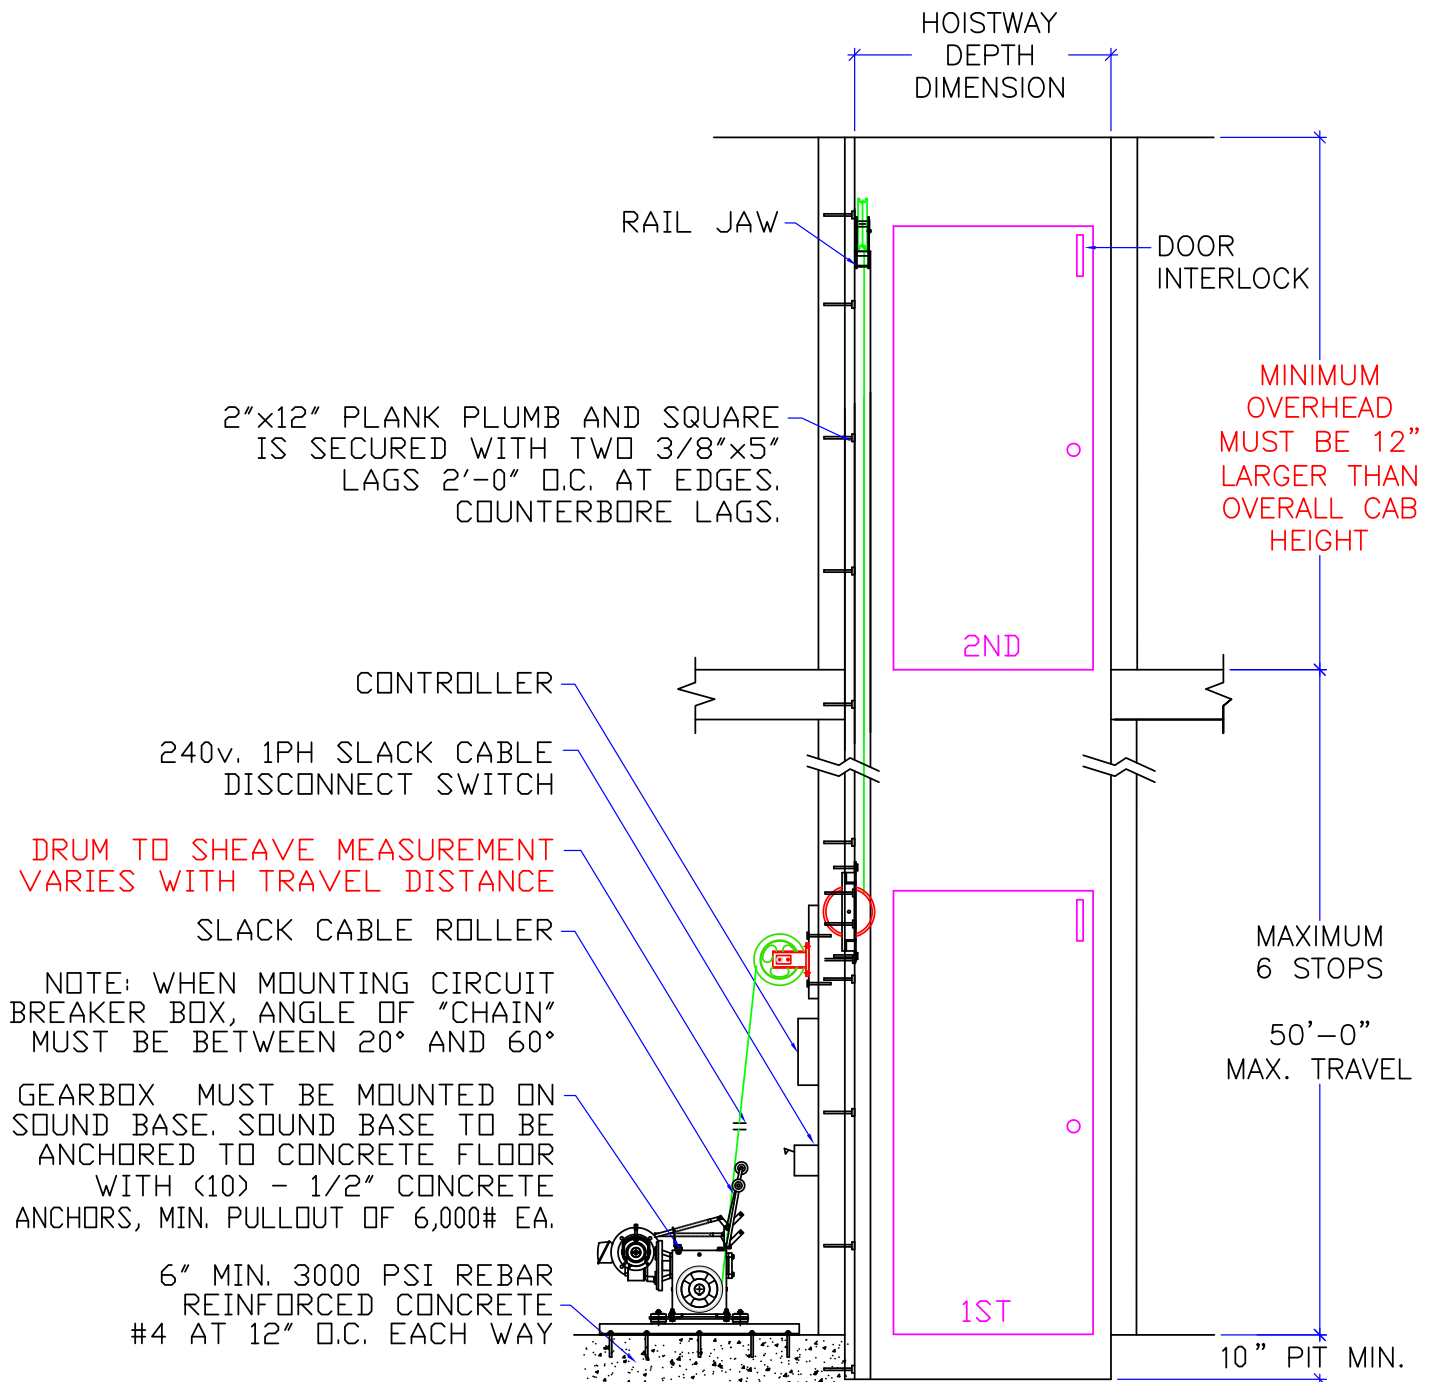 HOISTWAY
DEPTH
DIMENSION
RAIL JAW
DOOR
INTERLOCK
MINIMUM
OVERHEAD
MUST BE 12"
LARGER THAN
OVERALL CAB
HEIGHT
2"x12" PLANK PLUMB AND SQUARE
IS SECURED WITH TWO 3/8"x5"
LAGS 2'-0" O.C. AT EDGES.
COUNTERBORE LAGS.
2ND
CONTROLLER
240v. 1PH SLACK CABLE
DISCONNECT SWITCH
DRUM TO SHEAVE MEASUREMENT
VARIES WITH TRAVEL DISTANCE
SLACK CABLE ROLLER
NOTE: WHEN MOUNTING CIRCUIT
BREAKER BOX, ANGLE OF "CHAIN"
MUST BE BETWEEN 20° AND 60°
GEARBOX MUST BE MOUNTED ON
SOUND BASE. SOUND BASE TO BE
ANCHORED TO CONCRETE FLOOR
WITH (10) - 1/2" CONCRETE
ANCHORS, MIN. PULLOUT OF 6,000# EA.
6" MIN. 3000 PSI REBAR
REINFORCED CONCRETE
#4 AT 12" O.C. EACH WAY
MAXIMUM
6 STOPS
50'-0"
MAX. TRAVEL
1ST
10" PIT MIN.